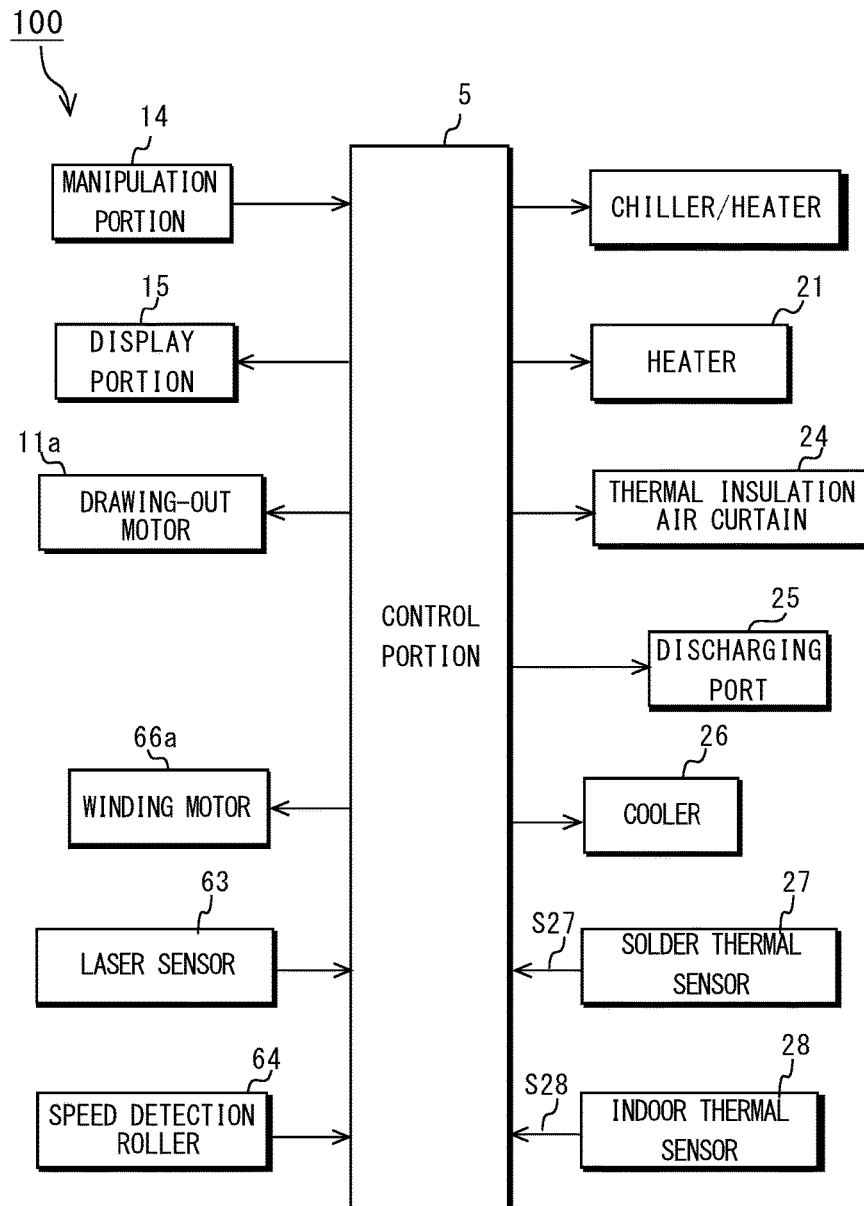 100
14
MANIPULATION
PORTION
15
DISPLAY
PORTION
11a
DRAWING-OUT
MOTOR
66a
WINDING MOTOR
63
LASER SENSOR
64
SPEED DETECTION
ROLLER
5
CONTROL
PORTION
CHILLER/HEATER
21
HEATER
24
THERMAL INSULATION
AIR CURTAIN
25
DISCHARGING
PORT
26
COOLER
27
S27
SOLDER THERMAL
SENSOR
28
S28
INDOOR THERMAL
SENSOR